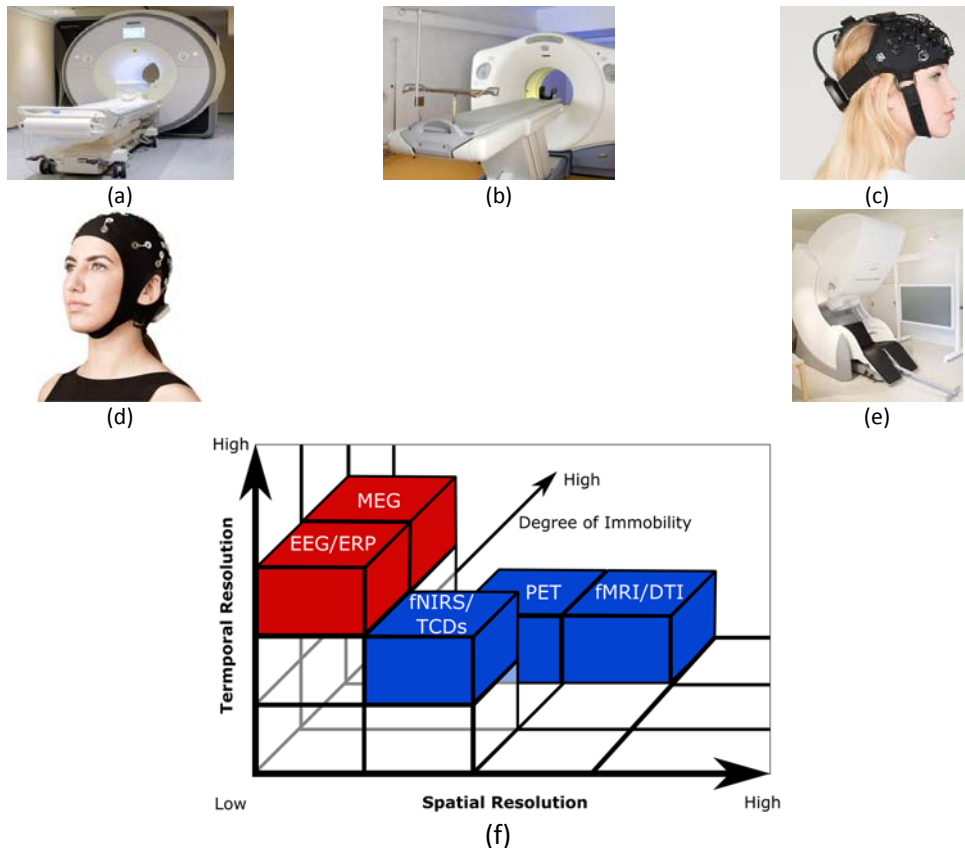 (a)
(b)
(c)
(d)
(e)
High
MEG
High
Degree of Immobility
EEG/ERP
fNIRS/
TCDs
PET
fMRI/DTI
Termporal Resolution
Low
Spatial Resolution
High
(f)